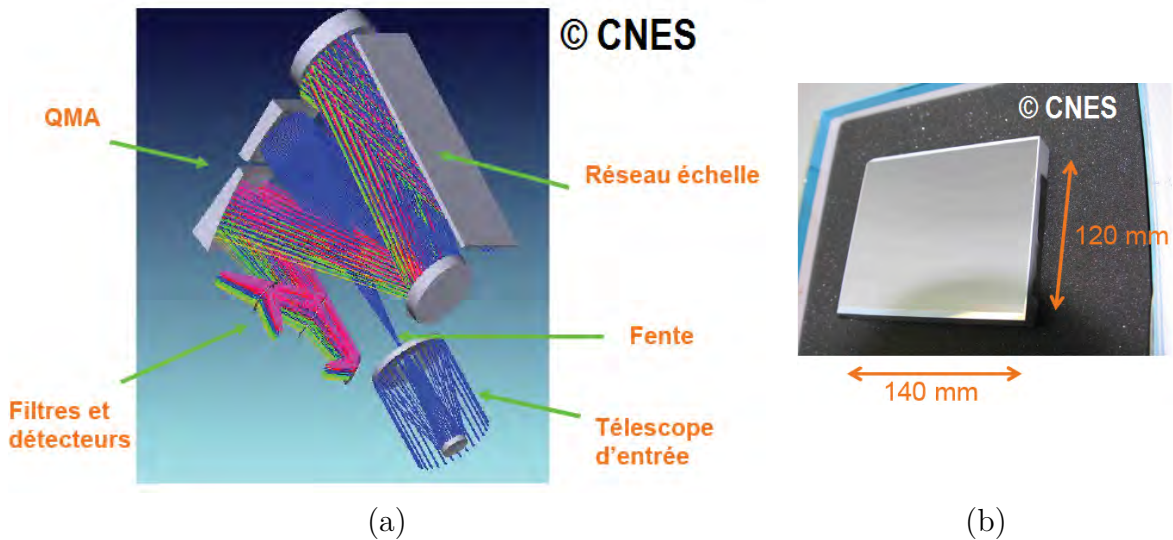 © CNES
QMA
Réseau échelle
Fente
Filtres et
détecteurs
Télescope
d'entrée
(a)
© CNES
120 mm
140 mm
(b)